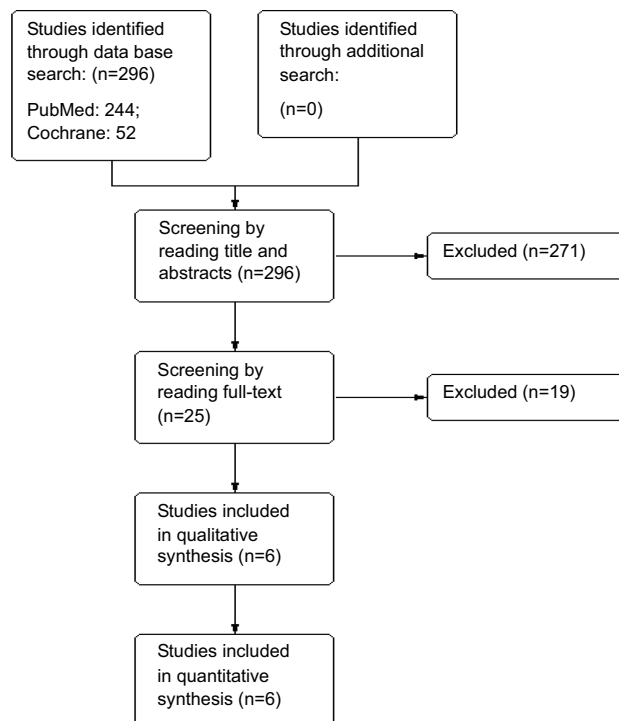 Studies identified
through data base
search: (n=296)
PubMed: 244;
Cochrane: 52
Studies identified
through additional
search:
(n=0)
Screening by
reading title and
abstracts (n=296)
Excluded (n=271)
Screening by
reading full-text
(n=25)
Excluded (n=19)
Studies included
in qualitative
synthesis (n=6)
Studies included
in quantitative
synthesis (n=6)